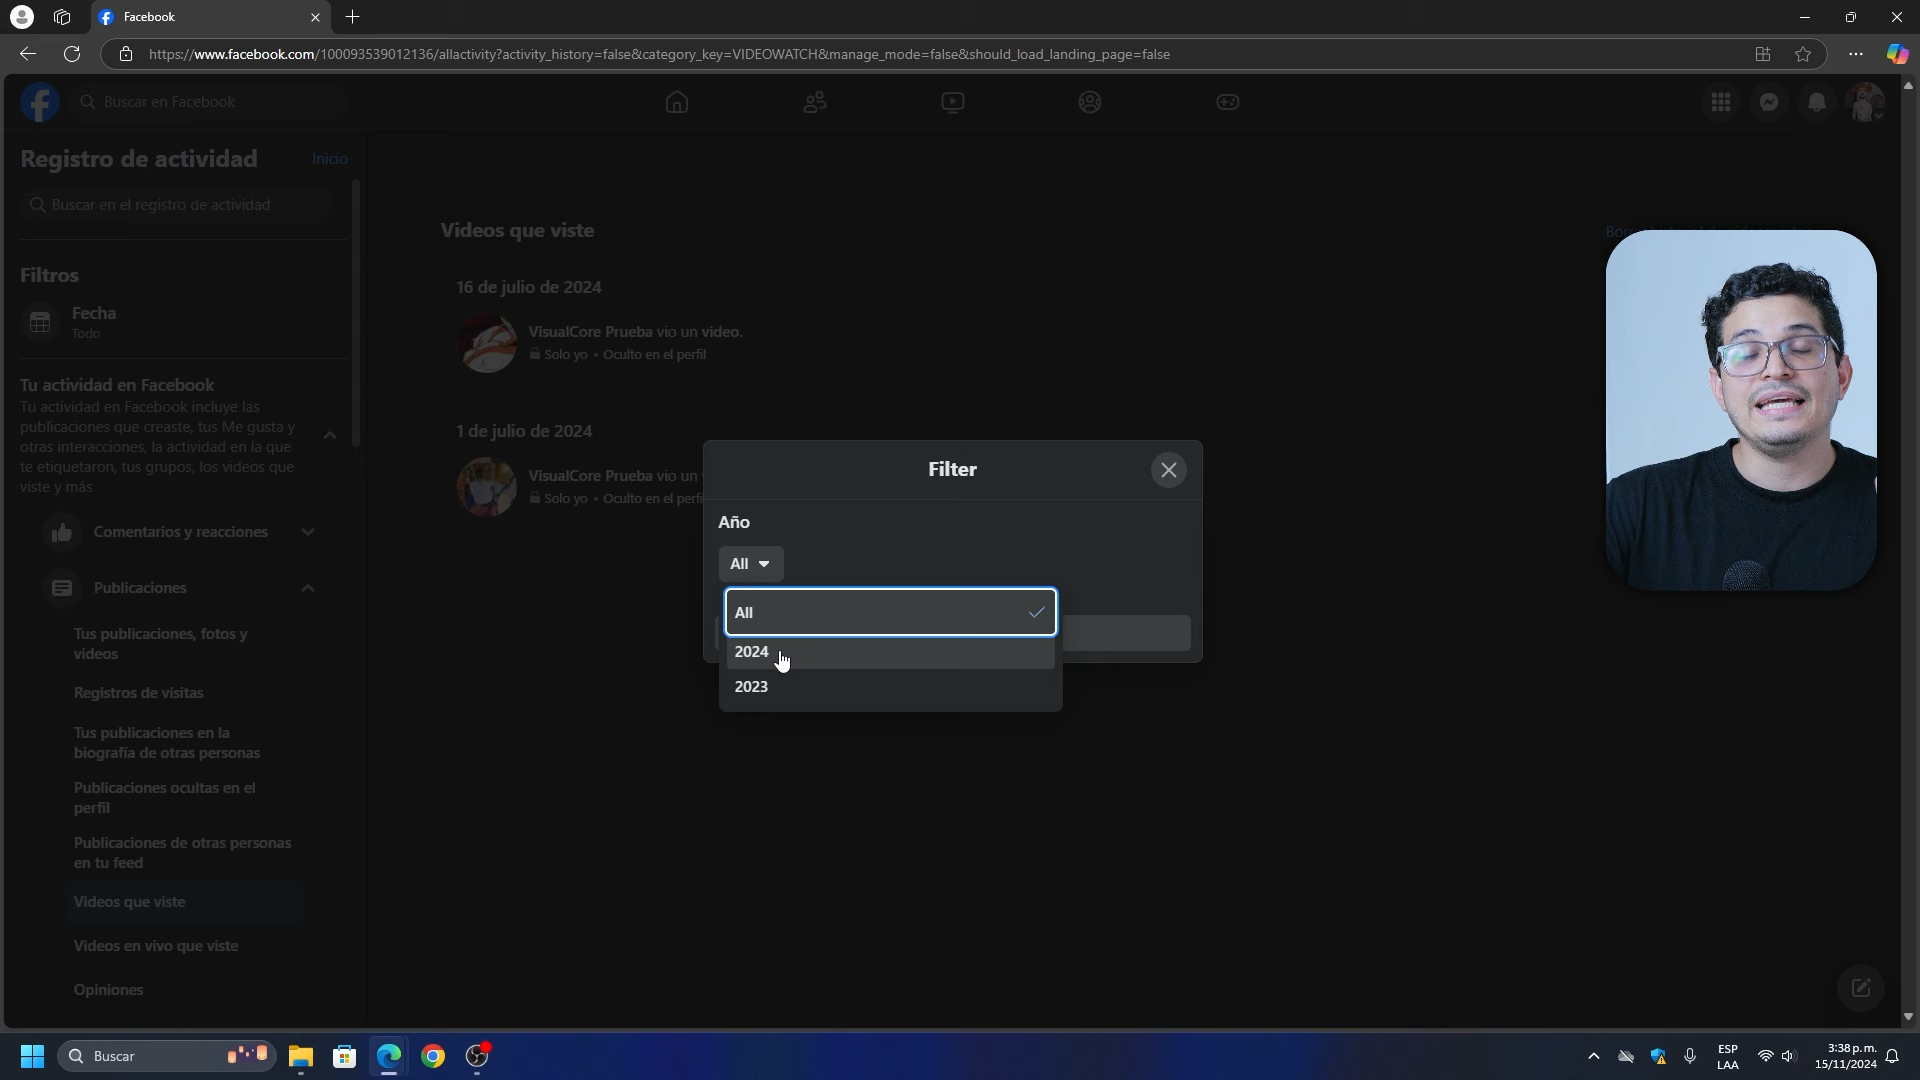 Facebook
https://www.facebook.com/100093539012136/allactivity?activity_history=false&category_key=VIDEOWATCH&manage_mode=false&should_load_landing_page=false
Buscar en Facebook
Registro de actividad
Inicio
Buscar en el registro de actividad
Filtros
Fecha
Todo
Tu actividad en Facebook
Tu actividad en Facebook incluye las
publicaciones que creaste, tus Me gusta y
otras interacciones, la actividad en la que
te etiquetaron, tus grupos, los videos que
viste y más
Comentarios y reacciones
Publicaciones
Tus publicaciones, fotos y
videos
Registros de visitas
Tus publicaciones en la
biografía de otras personas
Publicaciones ocultas en el
perfil
Publicaciones de otras personas
en tu feed
Videos que viste
Videos en vivo que viste
Opiniones
Videos que viste
16 de julio de 2024
VisualCore Prueba vio un video.
Solo yo • Oculto en el perfil
1 de julio de 2024
VisualCore Prueba vio un
Solo yo • Oculto en el perfi
Filter
Año
All
All
2024
2023
Buscar
ESP
LAA
3:38 p. m.
15/11/2024